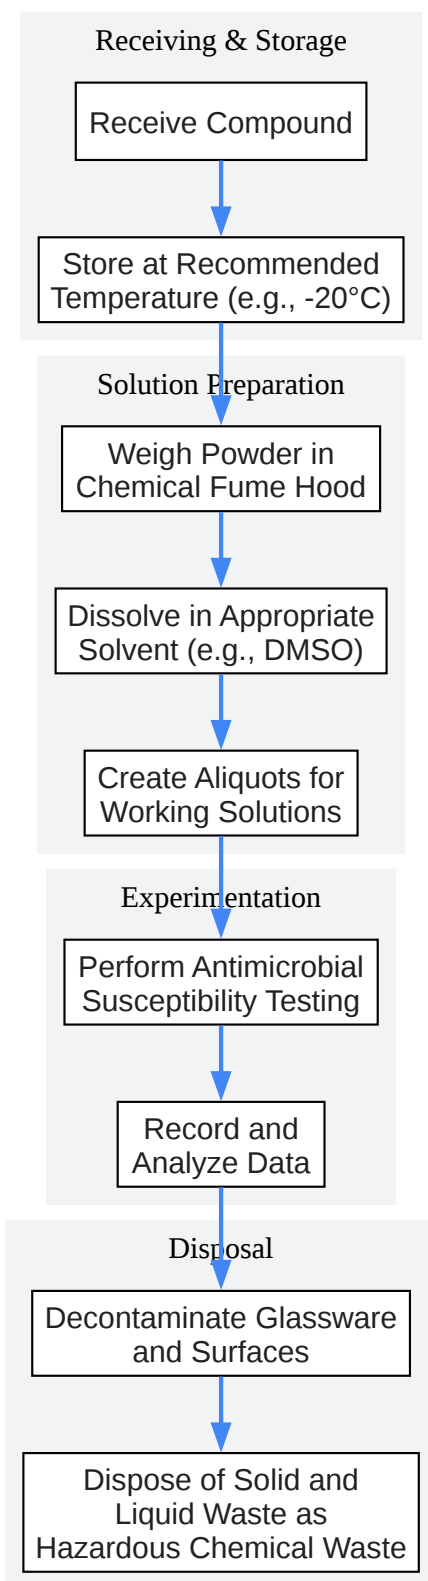 Receiving & Storage
Receive Compound
Store at Recommended
Temperature (e.g., -20°C)
Solution Preparation
Weigh Powder in
Chemical Fume Hood
Dissolve in Appropriate
Solvent (e.g., DMSO)
Create Aliquots for
Working Solutions
Experimentation
Perform Antimicrobial
Susceptibility Testing
Record and
Analyze Data
Disposal
Decontaminate Glassware
and Surfaces
Dispose of Solid and
Liquid Waste as
Hazardous Chemical Waste